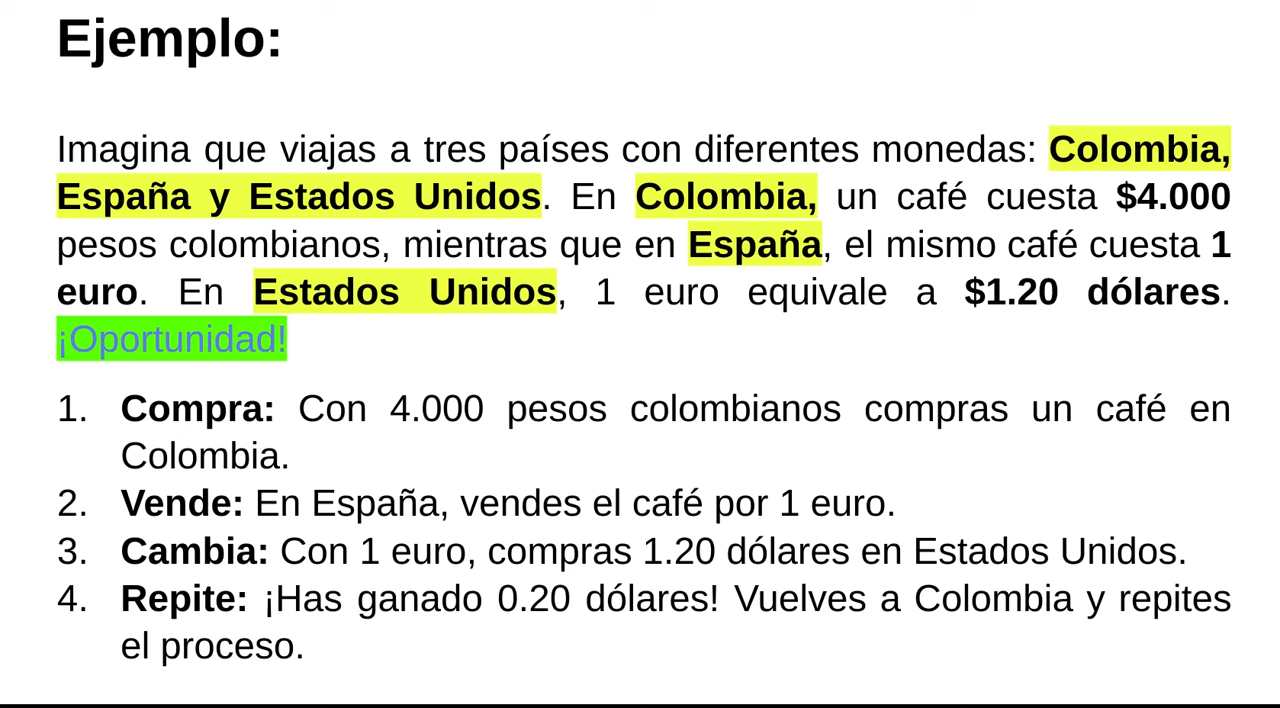 Ejemplo:
Imagina que viajas a tres países con diferentes monedas: Colombia,
España y Estados Unidos. En Colombia, un café cuesta $4.000
pesos colombianos, mientras que en España, el mismo café cuesta 1
euro. En Estados Unidos, 1 euro equivale a $1.20 dólares.
¡Oportunidad!
1. Compra: Con 4.000 pesos colombianos compras un café en
Colombia.
2. Vende: En España, vendes el café por 1 euro.
3. Cambia: Con 1 euro, compras 1.20 dólares en Estados Unidos.
4. Repite: ¡Has ganado 0.20 dólares! Vuelves a Colombia y repites
el proceso.